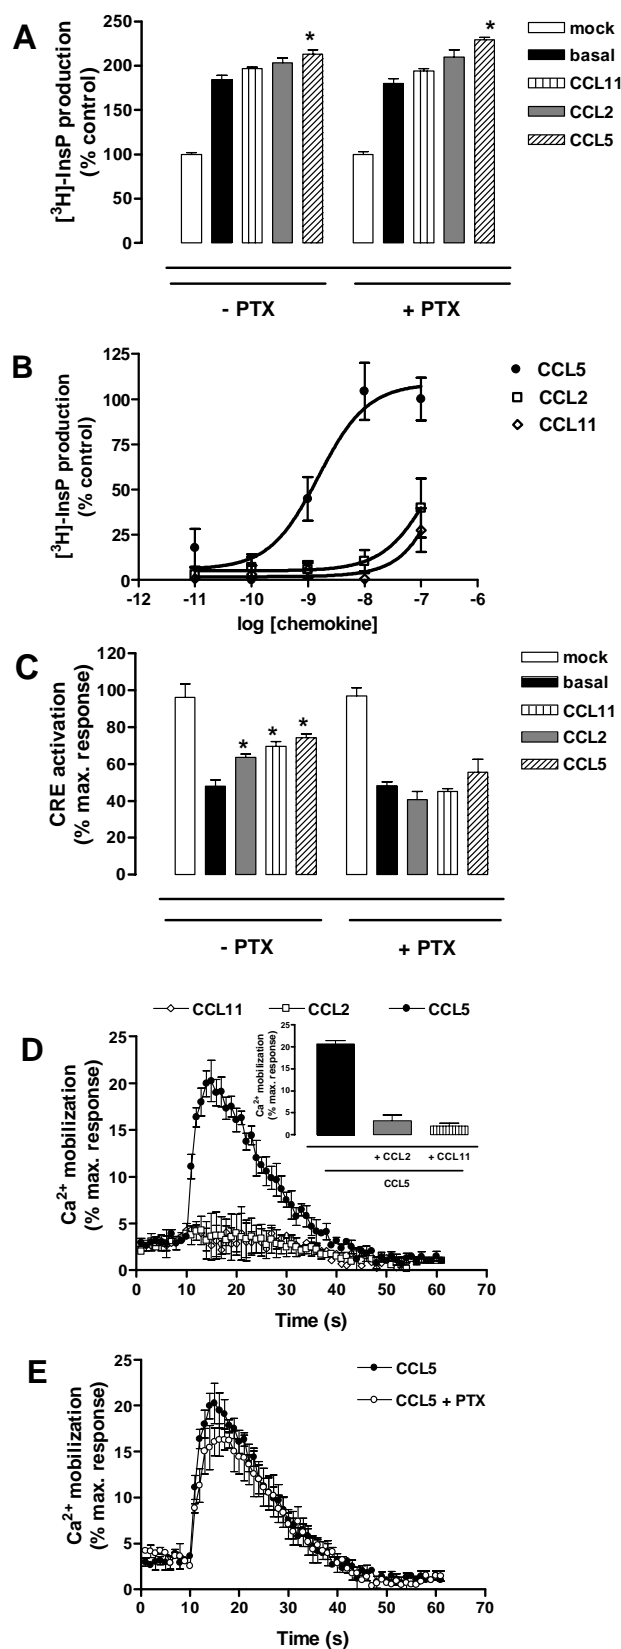 A
[³H]-InsP production
(% control)
250
200
150
100
50
0
*
*
mock
basal
CCL11
CCL2
CCL5
- PTX
+ PTX
B
[³H]-InsP production
(% control)
125
100
75
50
25
0
-12
-11
-10
-9
-8
-7
-6
log [chemokine]
CCL5
CCL2
CCL11
C
CRE activation
(% max. response)
120
100
80
60
40
20
0
*
*
*
mock
basal
CCL11
CCL2
CCL5
- PTX
+ PTX
CCL11
CCL2
CCL5
D
Ca²⁺ mobilization
(% max. response)
25
20
15
10
5
0
0
10
20
30
40
50
60
70
Time (s)
Ca²⁺ mobilization
(% max. response)
25
20
15
10
5
0
+ CCL2
+ CCL11
CCL5
E
Ca²⁺ mobilization
(% max. response)
25
20
15
10
5
0
0
10
20
30
40
50
60
70
Time (s)
CCL5
CCL5 + PTX